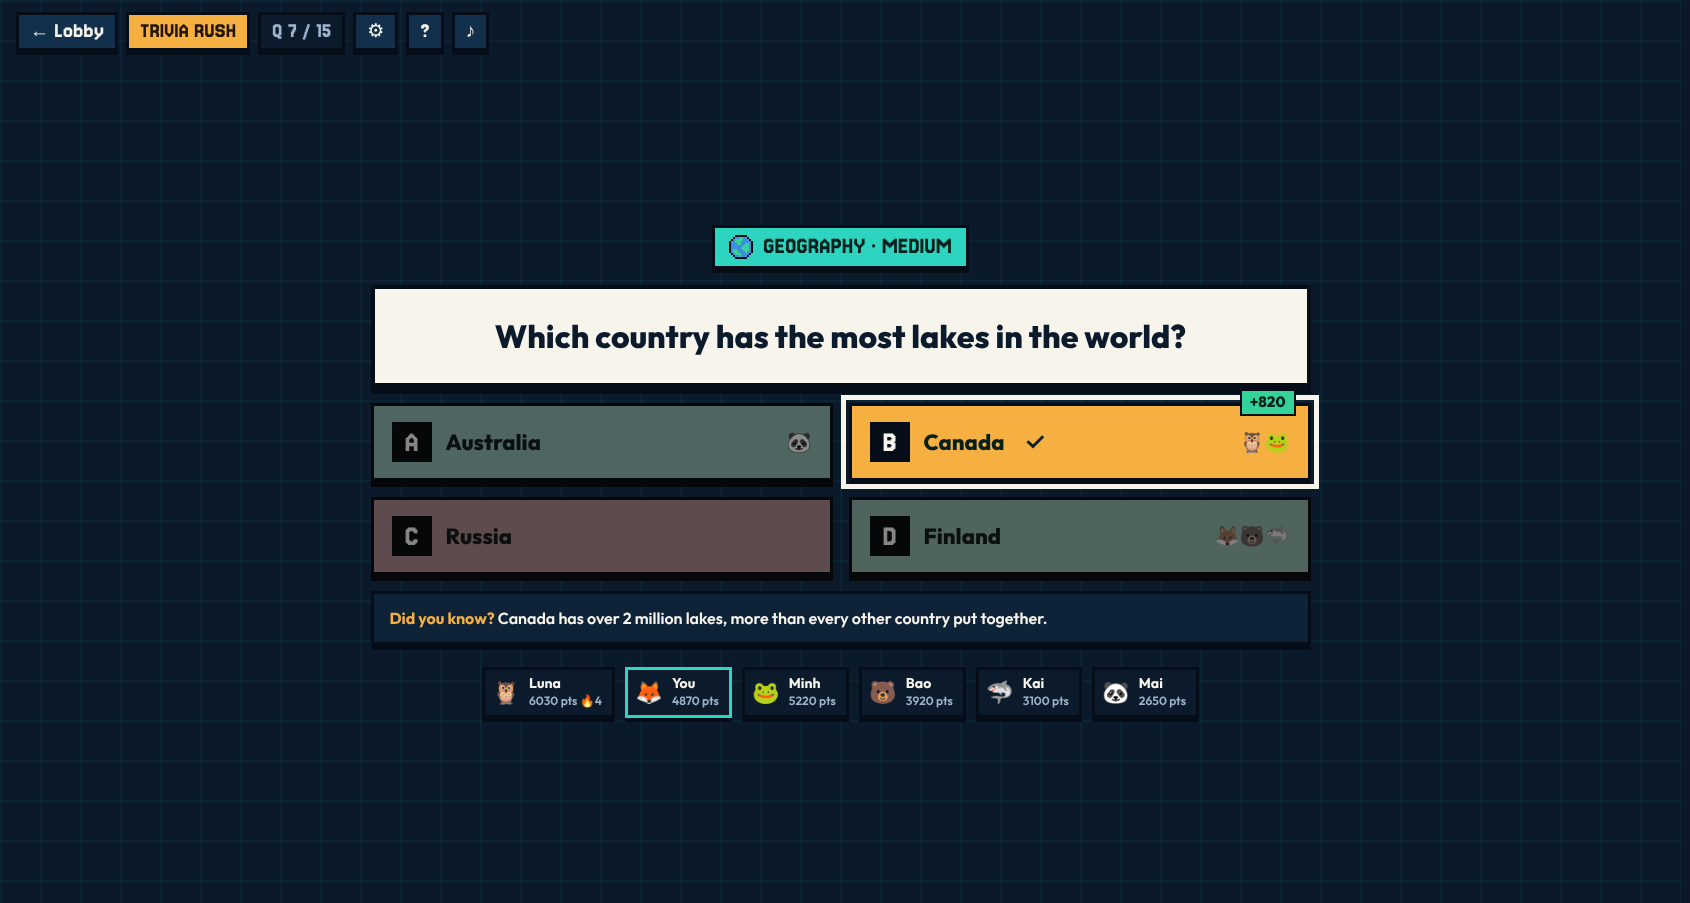 ← Lobby
TRIVIA RUSH
Q 7 / 15
?
GEOGRAPHY · MEDIUM
Which country has the most lakes in the world?
A Australia
+820
B Canada ✓
C Russia
D Finland
Did you know? Canada has over 2 million lakes, more than every other country put together.
Luna
6030 pts 🔥4
You
4870 pts
Minh
5220 pts
Bao
3920 pts
Kai
3100 pts
Mai
2650 pts